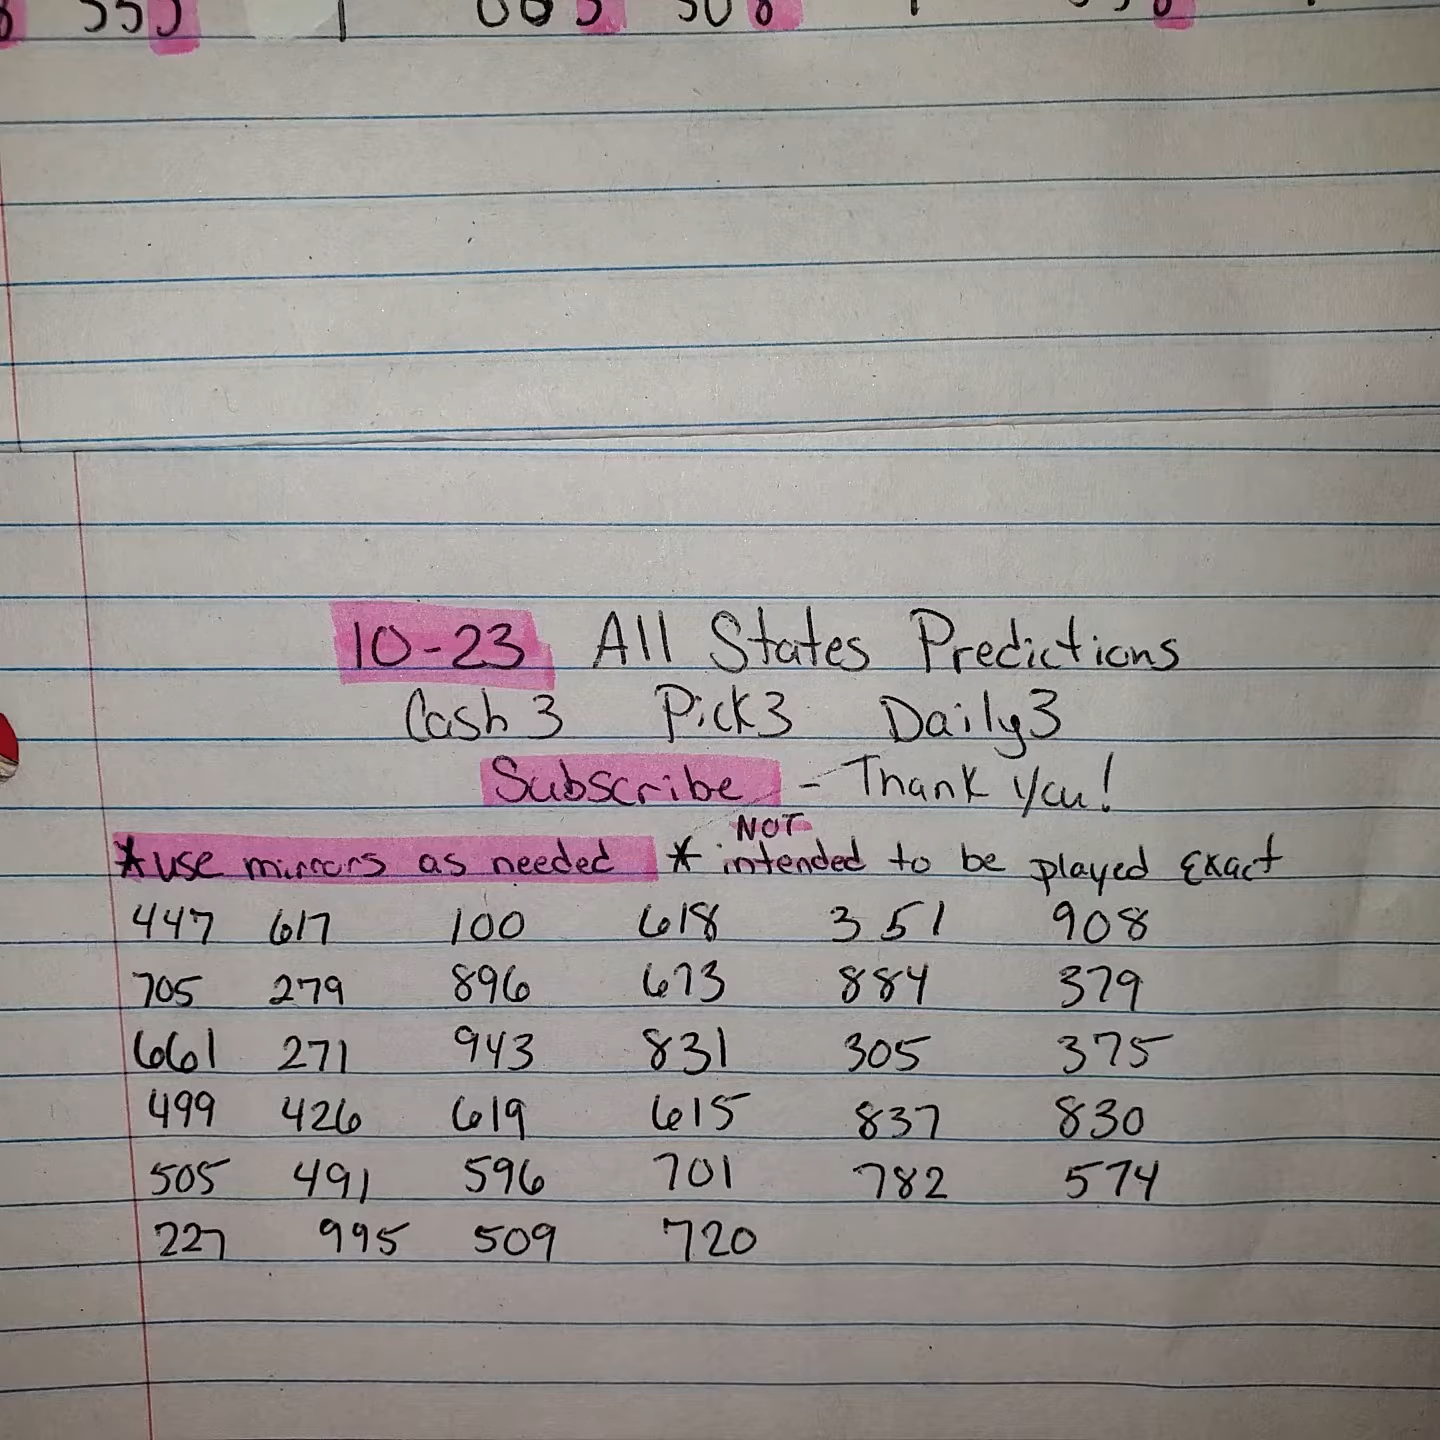 10-23 All States Predictions
Cash 3 Pick3 Daily3
Subscribe - Thank you!
NOT
*use mirrors as needed * intended to be played Exact
447 617 100 618 351 908
705 279 896 673 884 379
661 271 943 831 305 375
499 426 619 615 837 830
505 491 596 701 782 574
227 995 509 720